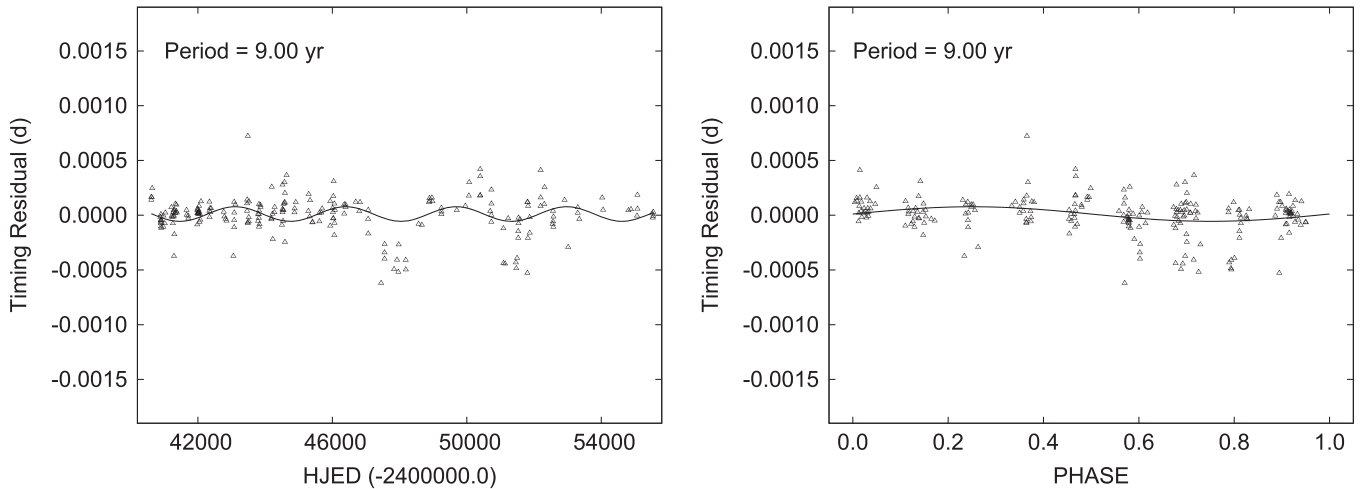 Period = 9.00 yr
Timing Residual (d)
0.0015
0.0010
0.0005
0.0000
-0.0005
-0.0010
-0.0015
42000 46000 50000 54000
HJED (-2400000.0)
Period = 9.00 yr
Timing Residual (d)
0.0015
0.0010
0.0005
0.0000
-0.0005
-0.0010
-0.0015
0.0 0.2 0.4 0.6 0.8 1.0
PHASE